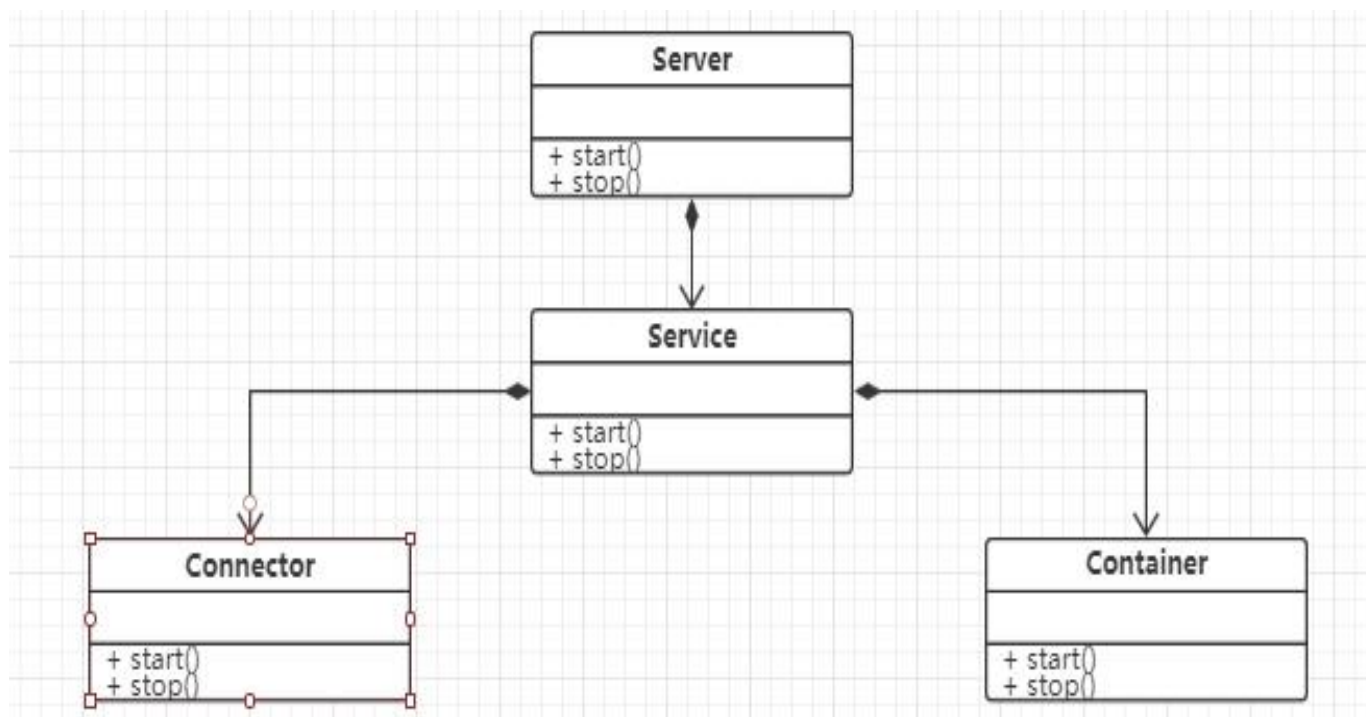 Server
+ start()
+ stop()
Service
+ start()
+ stop()
Connector
+ start()
+ stop()
Container
+ start()
+ stop()